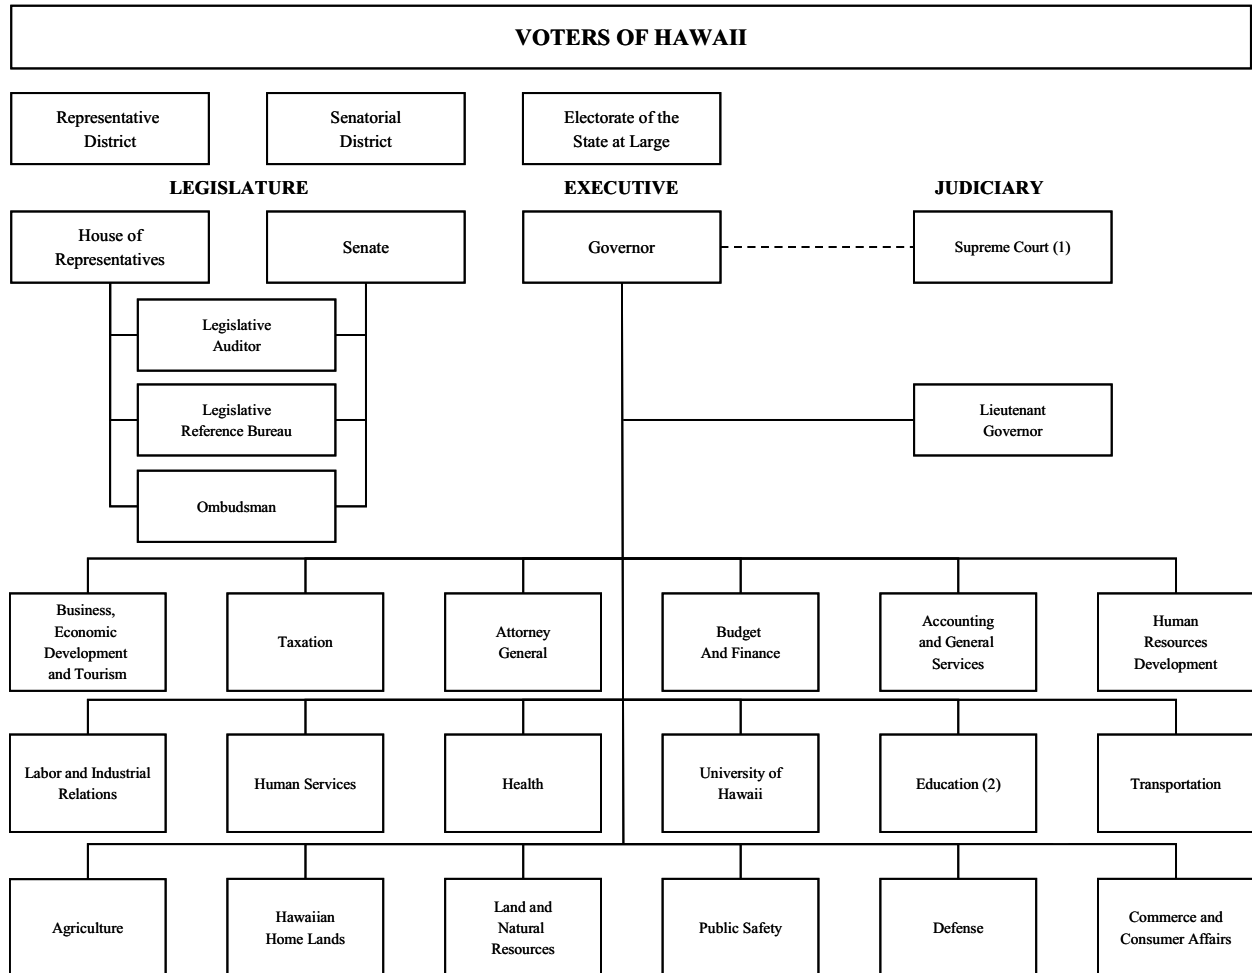 VOTERS OF HAWAII
Representative
District
Senatorial
District
Electorate of the
State at Large
LEGISLATURE
EXECUTIVE
JUDICIARY
House of
Representatives
Senate
Governor
Supreme Court (1)
Legislative
Auditor
Legislative
Reference Bureau
Lieutenant
Governor
Ombudsman
Business,
Economic
Development
and Tourism
Taxation
Attorney
General
Budget
And Finance
Accounting
and General
Services
Human
Resources
Development
Labor and Industrial
Relations
Human Services
Health
University of
Hawaii
Education (2)
Transportation
Agriculture
Hawaiian
Home Lands
Land and
Natural
Resources
Public Safety
Defense
Commerce and
Consumer Affairs